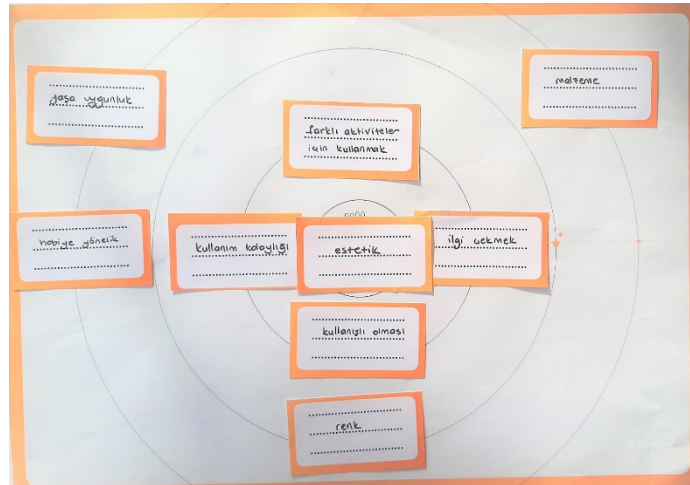 yaşa uygunluk
malzeme
farklı aktiviteler
için kullanmak
hobiye yönelik
kullanım kolaylığı
estetik
ilgi çekmek
kullanışlı olması
renk